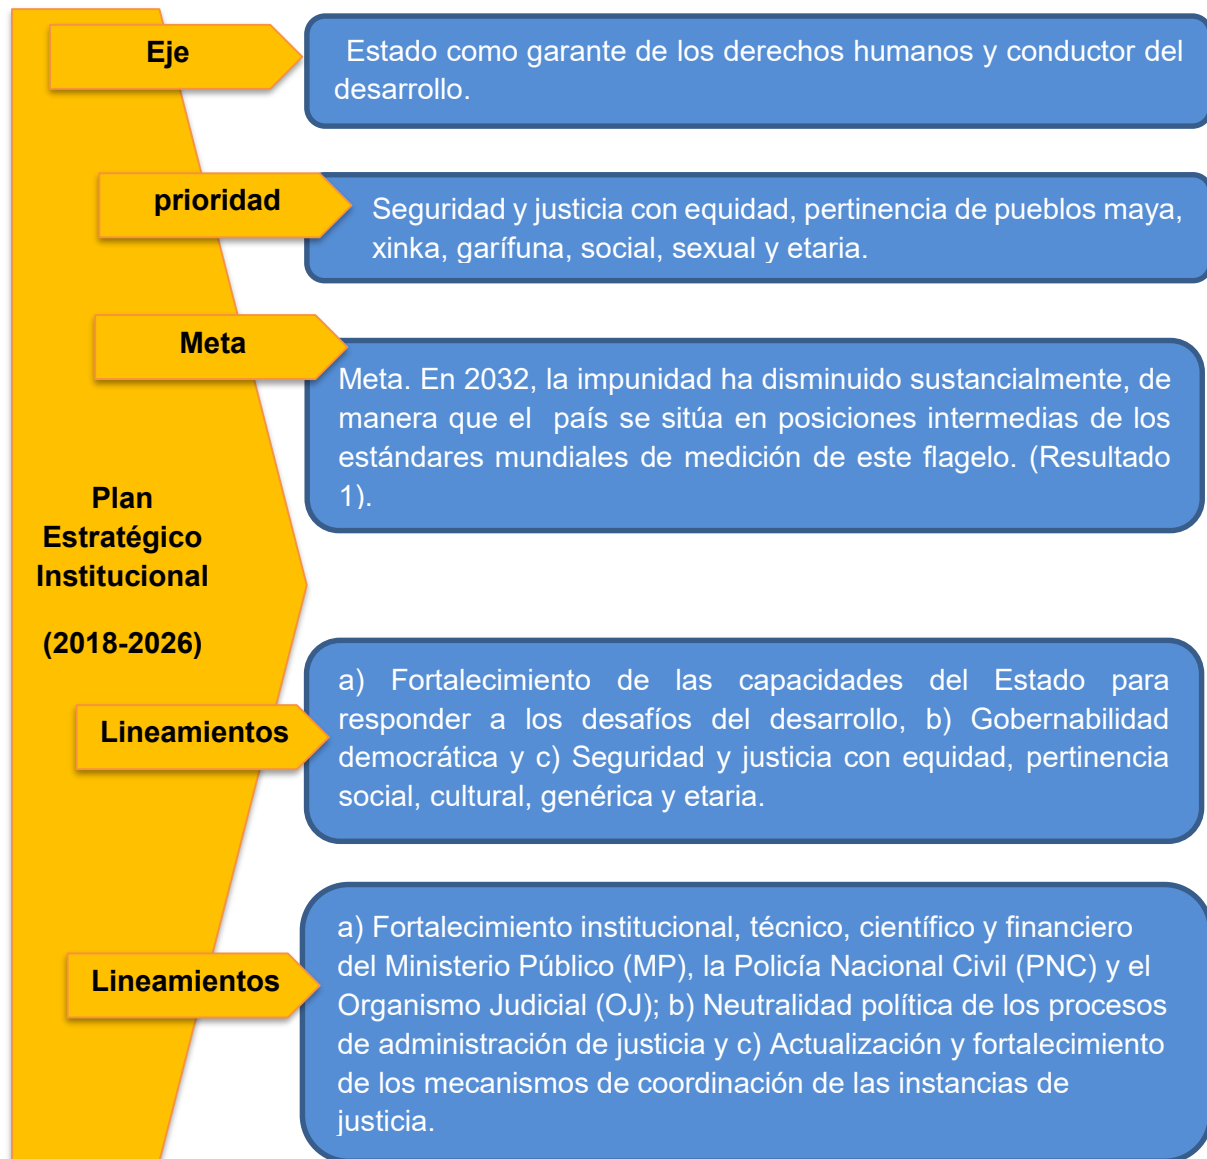 Eje
Estado como garante de los derechos humanos y conductor del
desarrollo.
prioridad
Seguridad y justicia con equidad, pertinencia de pueblos maya,
xinka, garífuna, social, sexual y etaria.
Meta
Meta. En 2032, la impunidad ha disminuido sustancialmente, de
manera que el país se sitúa en posiciones intermedias de los
estándares mundiales de medición de este flagelo. (Resultado
1).
Plan
Estratégico
Institucional
(2018-2026)
Lineamientos
a) Fortalecimiento de las capacidades del Estado para
responder a los desafíos del desarrollo, b) Gobernabilidad
democrática y c) Seguridad y justicia con equidad, pertinencia
social, cultural, genérica y etaria.
Lineamientos
a) Fortalecimiento institucional, técnico, científico y financiero
del Ministerio Público (MP), la Policía Nacional Civil (PNC) y el
Organismo Judicial (OJ); b) Neutralidad política de los procesos
de administración de justicia y c) Actualización y fortalecimiento
de los mecanismos de coordinación de las instancias de
justicia.